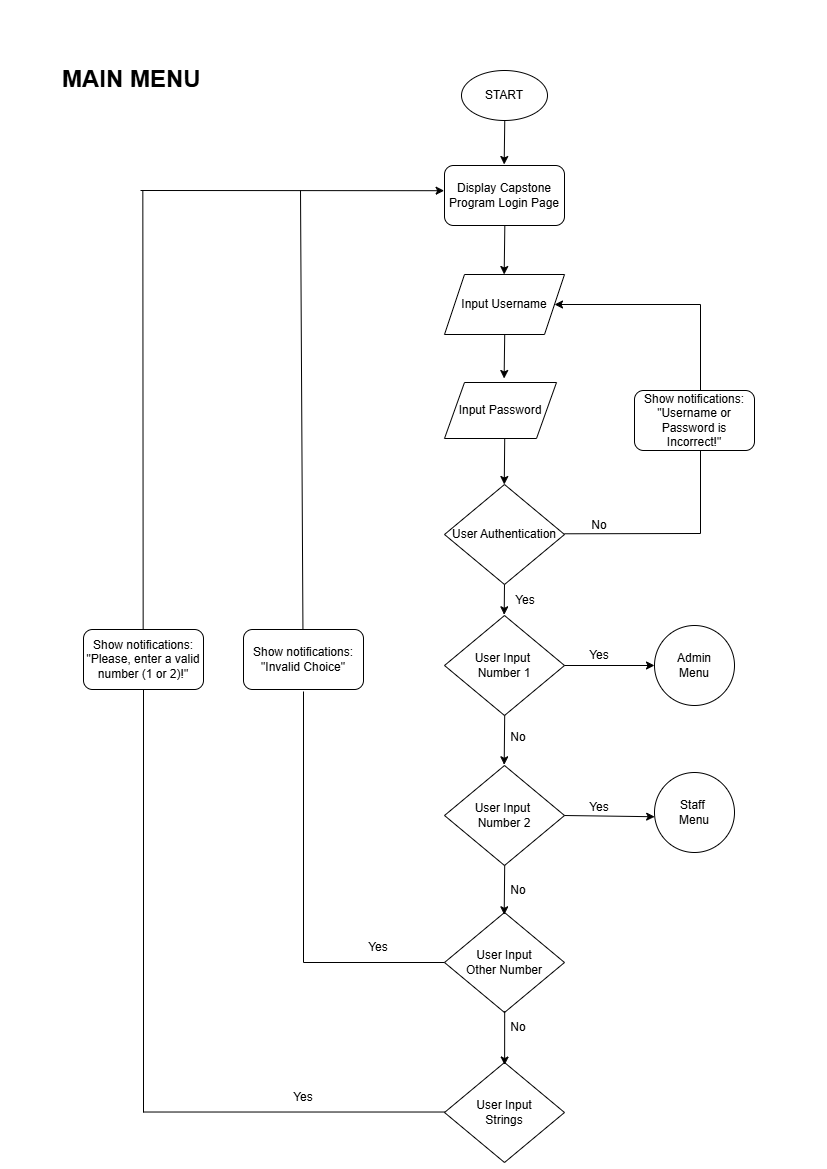 MAIN MENU
START
Display Capstone
Program Login Page
Input Username
Input Password
Show notifications:
"Username or
Password is
Incorrect!"
User Authentication
No
Yes
User Input
Number 1
Yes
Admin
Menu
Show notifications:
"Please, enter a valid
number (1 or 2)!"
Show notifications:
"Invalid Choice"
No
User Input
Number 2
Yes
Staff
Menu
No
User Input
Other Number
Yes
No
User Input
Strings
Yes